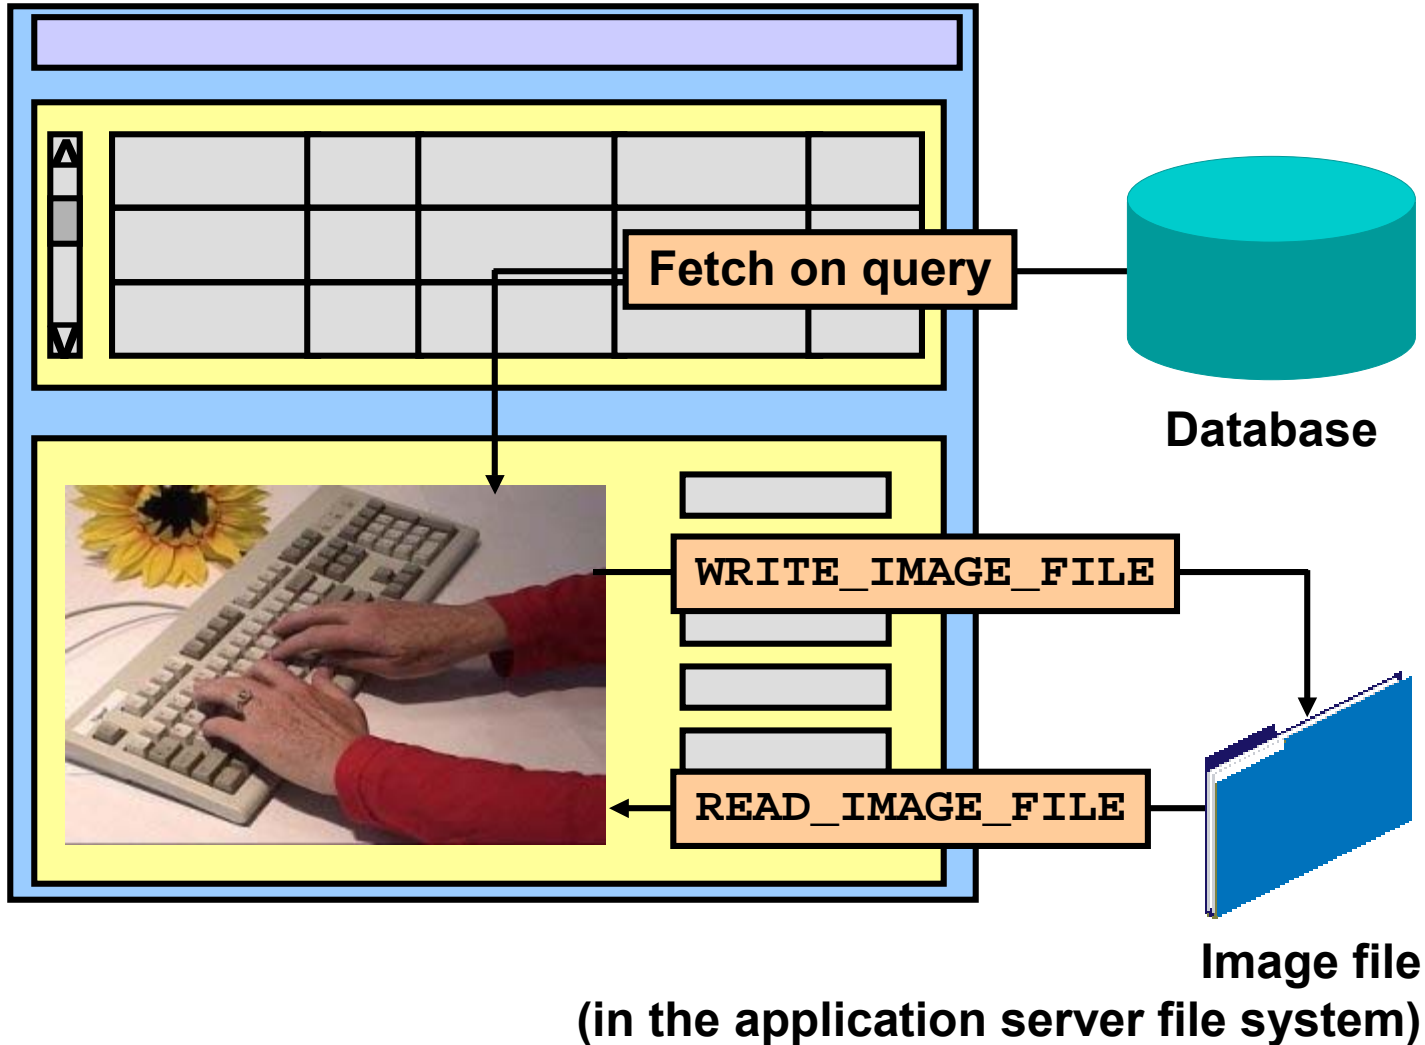 Fetch on query
Database
WRITE_IMAGE_FILE
READ_IMAGE_FILE
Image file
(in the application server file system)